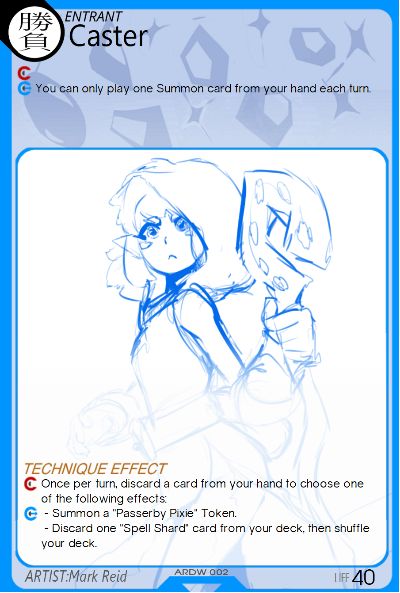 勝
負
ENTRANT
Caster
C
C You can only play one Summon card from your hand each turn.
TECHNIQUE EFFECT
C Once per turn, discard a card from your hand to choose one
of the following effects:
C - Summon a "Passerby Pixie" Token.
- Discard one "Spell Shard" card from your deck, then shuffle
your deck.
ARTIST:Mark Reid
ARDW 002
LIFE 40